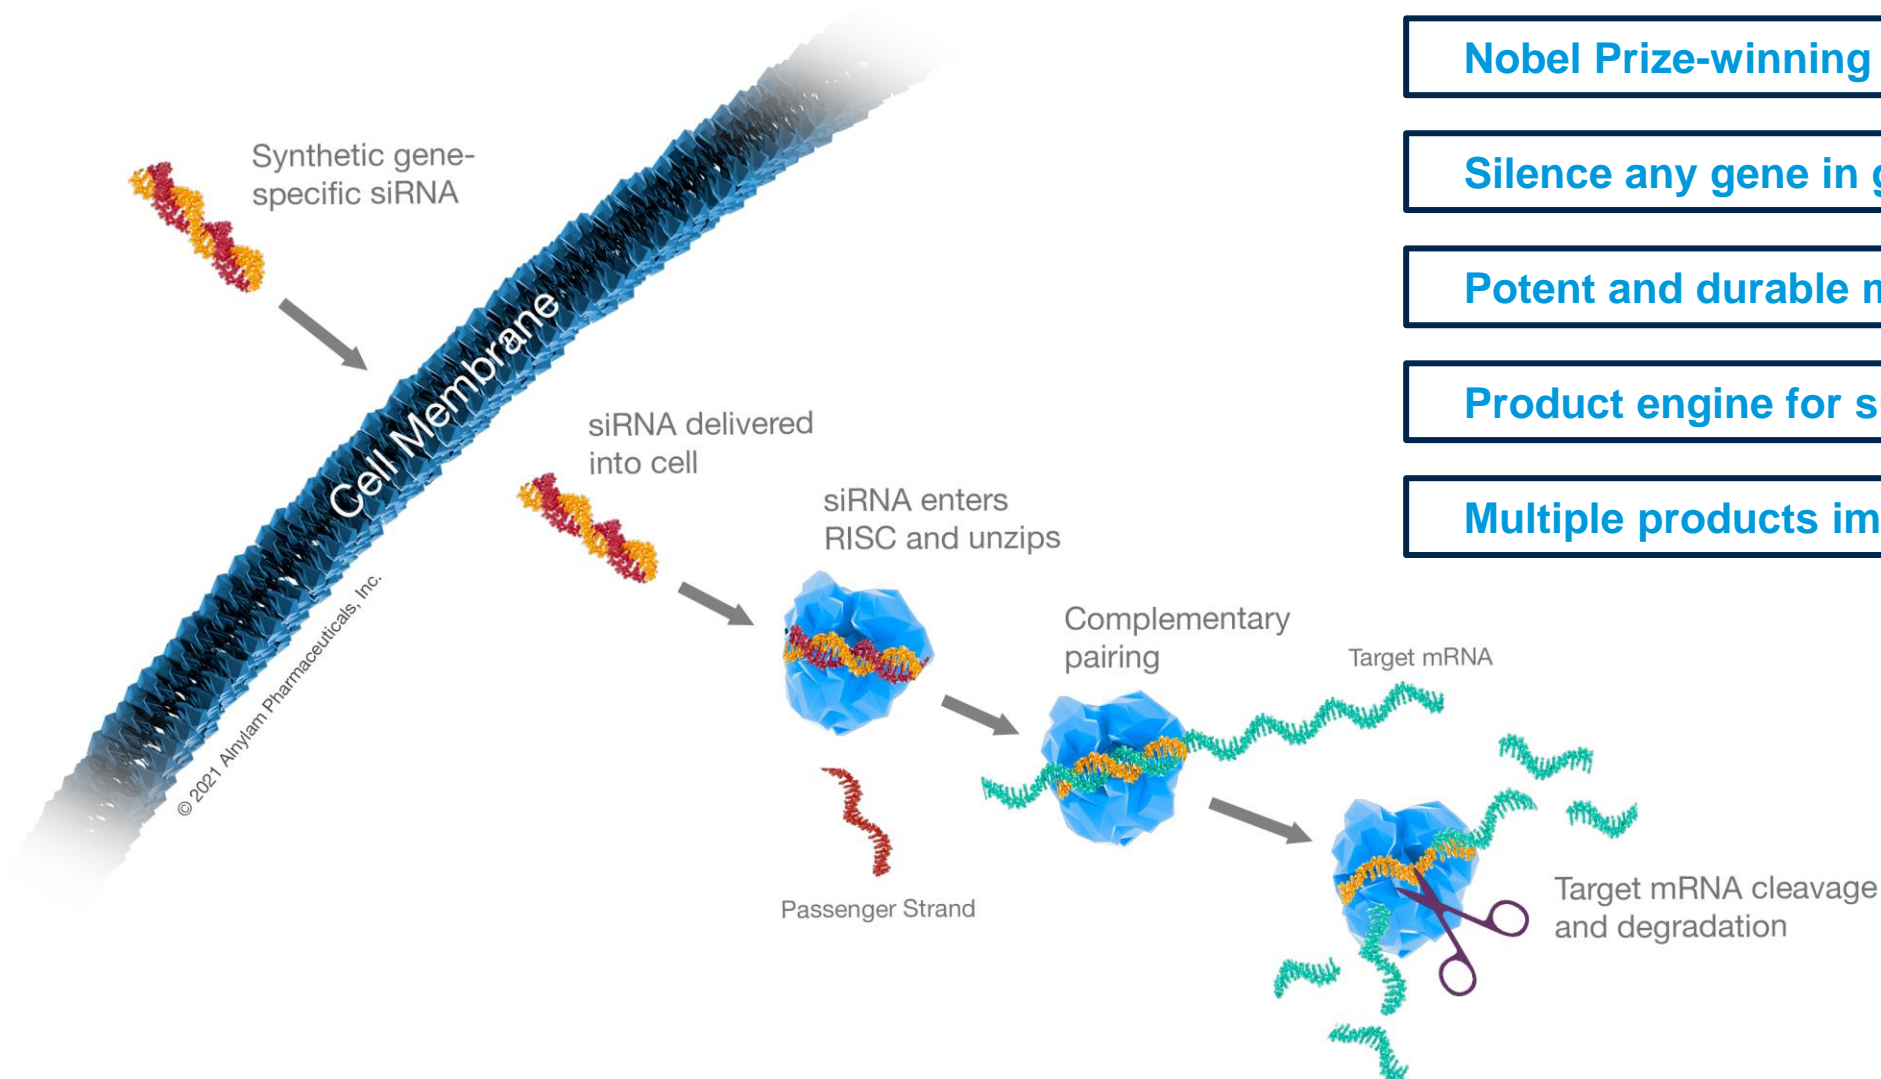 Nobel Prize-winning
Silence any gene in
Potent and durable
Product engine for
Multiple products
Synthetic gene-
specific siRNA
Cell Membrane
© 2021 Alnylam Pharmaceuticals, Inc.
siRNA delivered
into cell
siRNA enters
RISC and unzips
Complementary
pairing
Target mRNA
Passenger Strand
Target mRNA cleavage
and degradation